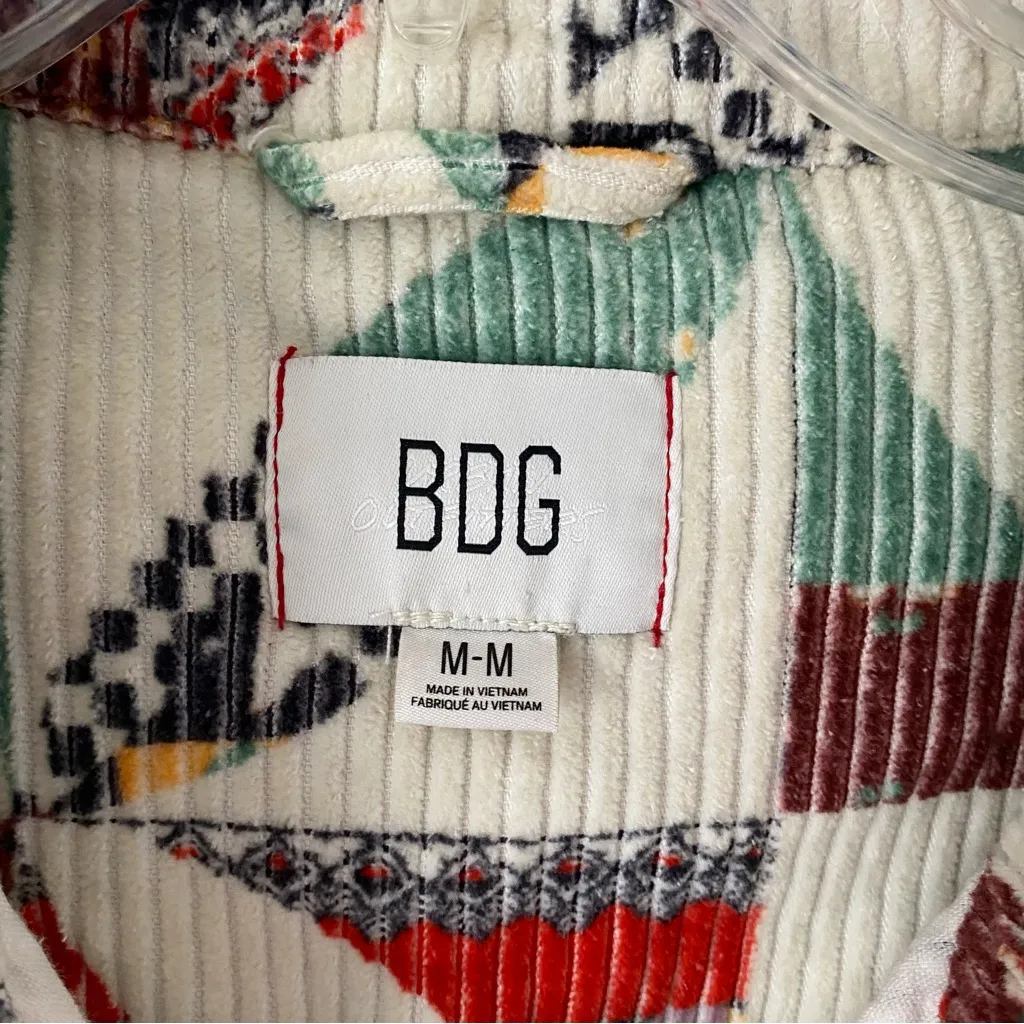 BDG
M-M
MADE IN VIETNAM
FABRIQUÉ AU VIETNAM